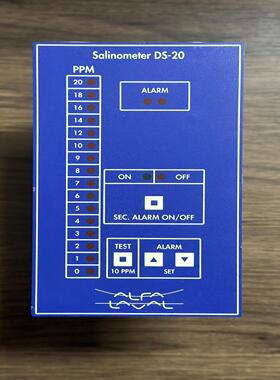 Salinometer DS-20
PPM
20
18
16
14
12
10
9
8
7
6
5
4
3
2
1
0
ALARM
ON OFF
SEC. ALARM ON/OFF
TEST
10 PPM
ALARM
SET
ALFA
LAVAL